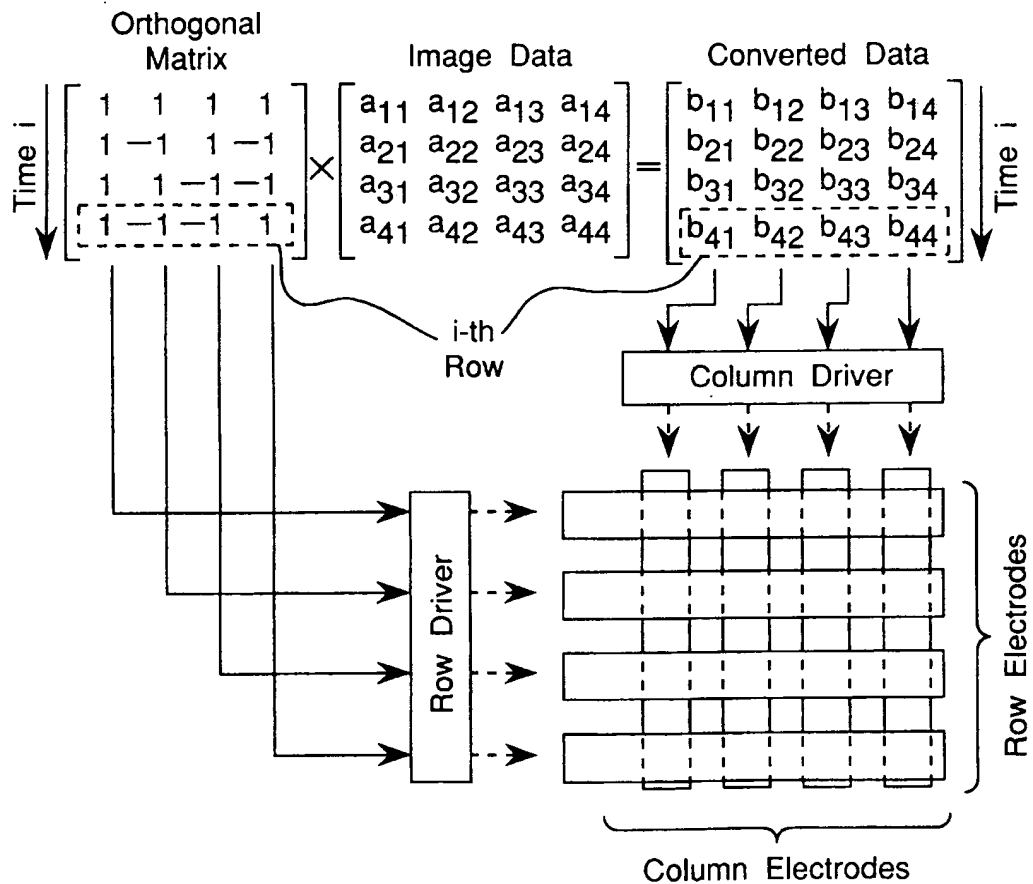 Orthogonal Matrix
Image Data
Converted Data
Time i
1 1 1 1
1 −1 1 −1
1 1 −1 −1
1 −1 −1 1
×
a11 a12 a13 a14
a21 a22 a23 a24
a31 a32 a33 a34
a41 a42 a43 a44
=
b11 b12 b13 b14
b21 b22 b23 b24
b31 b32 b33 b34
b41 b42 b43 b44
Time i
i-th
Row
Column Driver
Row Driver
Row Electrodes
Column Electrodes